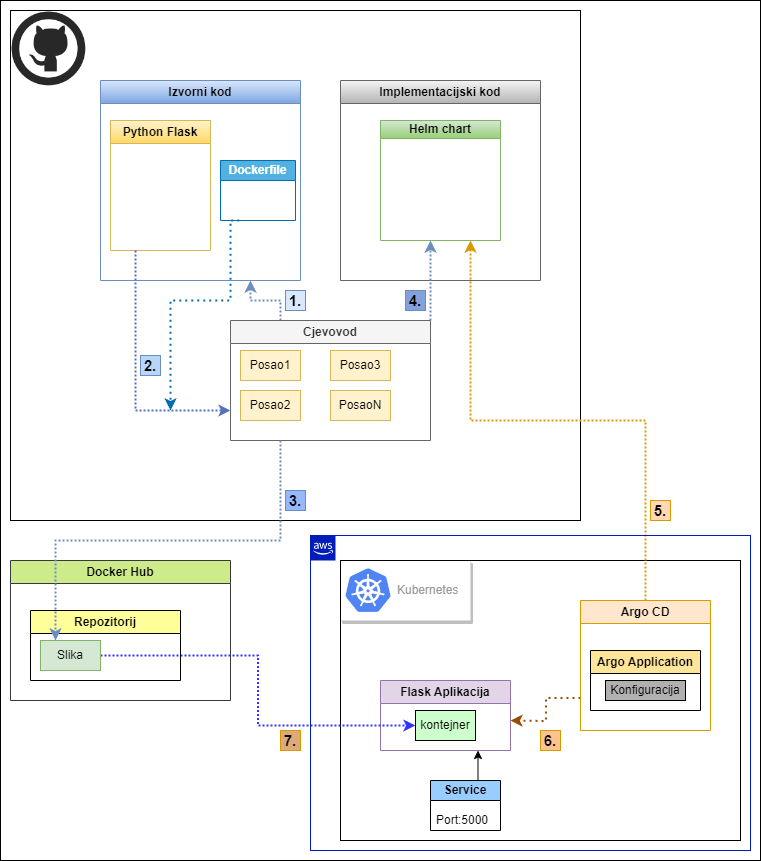 Izvorni kod
Implementacijski kod
Python Flask
Dockerfile
Helm chart
1.
4.
2.
Cjevovod
Posao1
Posao3
Posao2
PosaoN
3.
5.
aws
Docker Hub
Repozitorij
Slika
Kubernetes
Argo CD
Argo Application
Konfiguracija
Flask Aplikacija
kontejner
7.
6.
Service
Port:5000